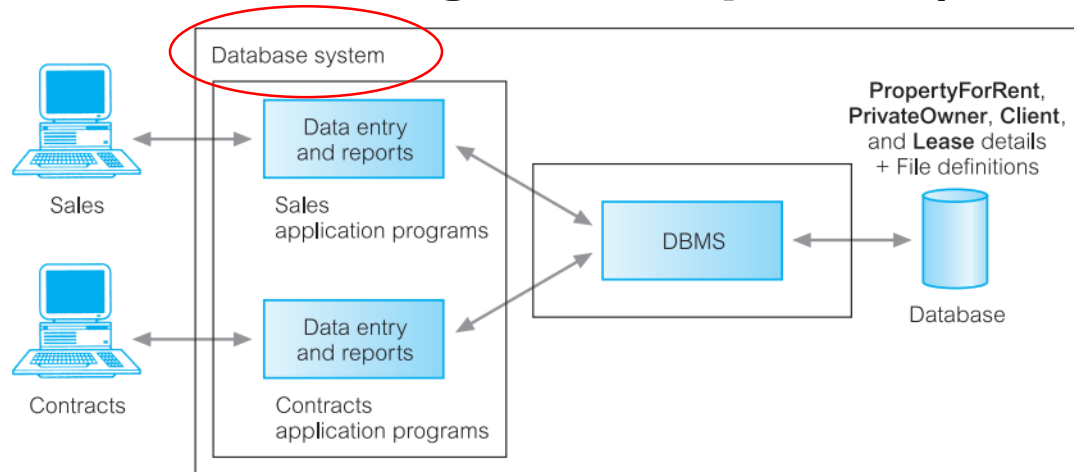 Database system
Data entry
and reports
Sales
Sales
application programs
DBMS
PropertyForRent,
PrivateOwner, Client,
and Lease details
+ File definitions
Database
Data entry
and reports
Contracts
Contracts
application programs